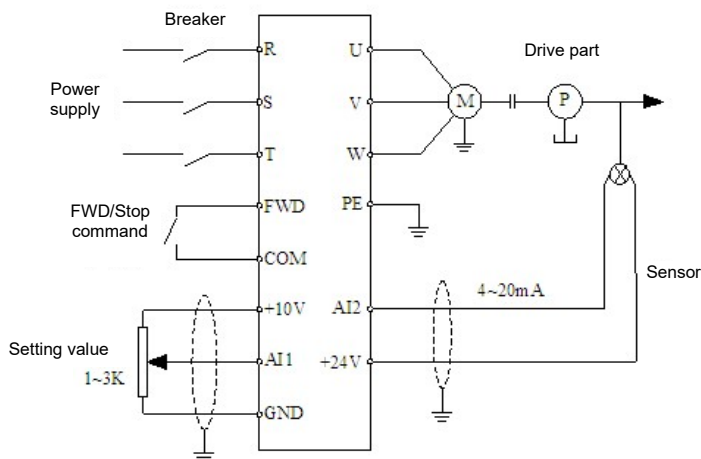 Breaker
Drive part
R
U
Power
supply
S
V
M
P
T
W
FWD/Stop
command
FWD
PE
COM
Sensor
4~20mA
+10V
AI2
Setting value
1~3K
AI1
+24V
GND